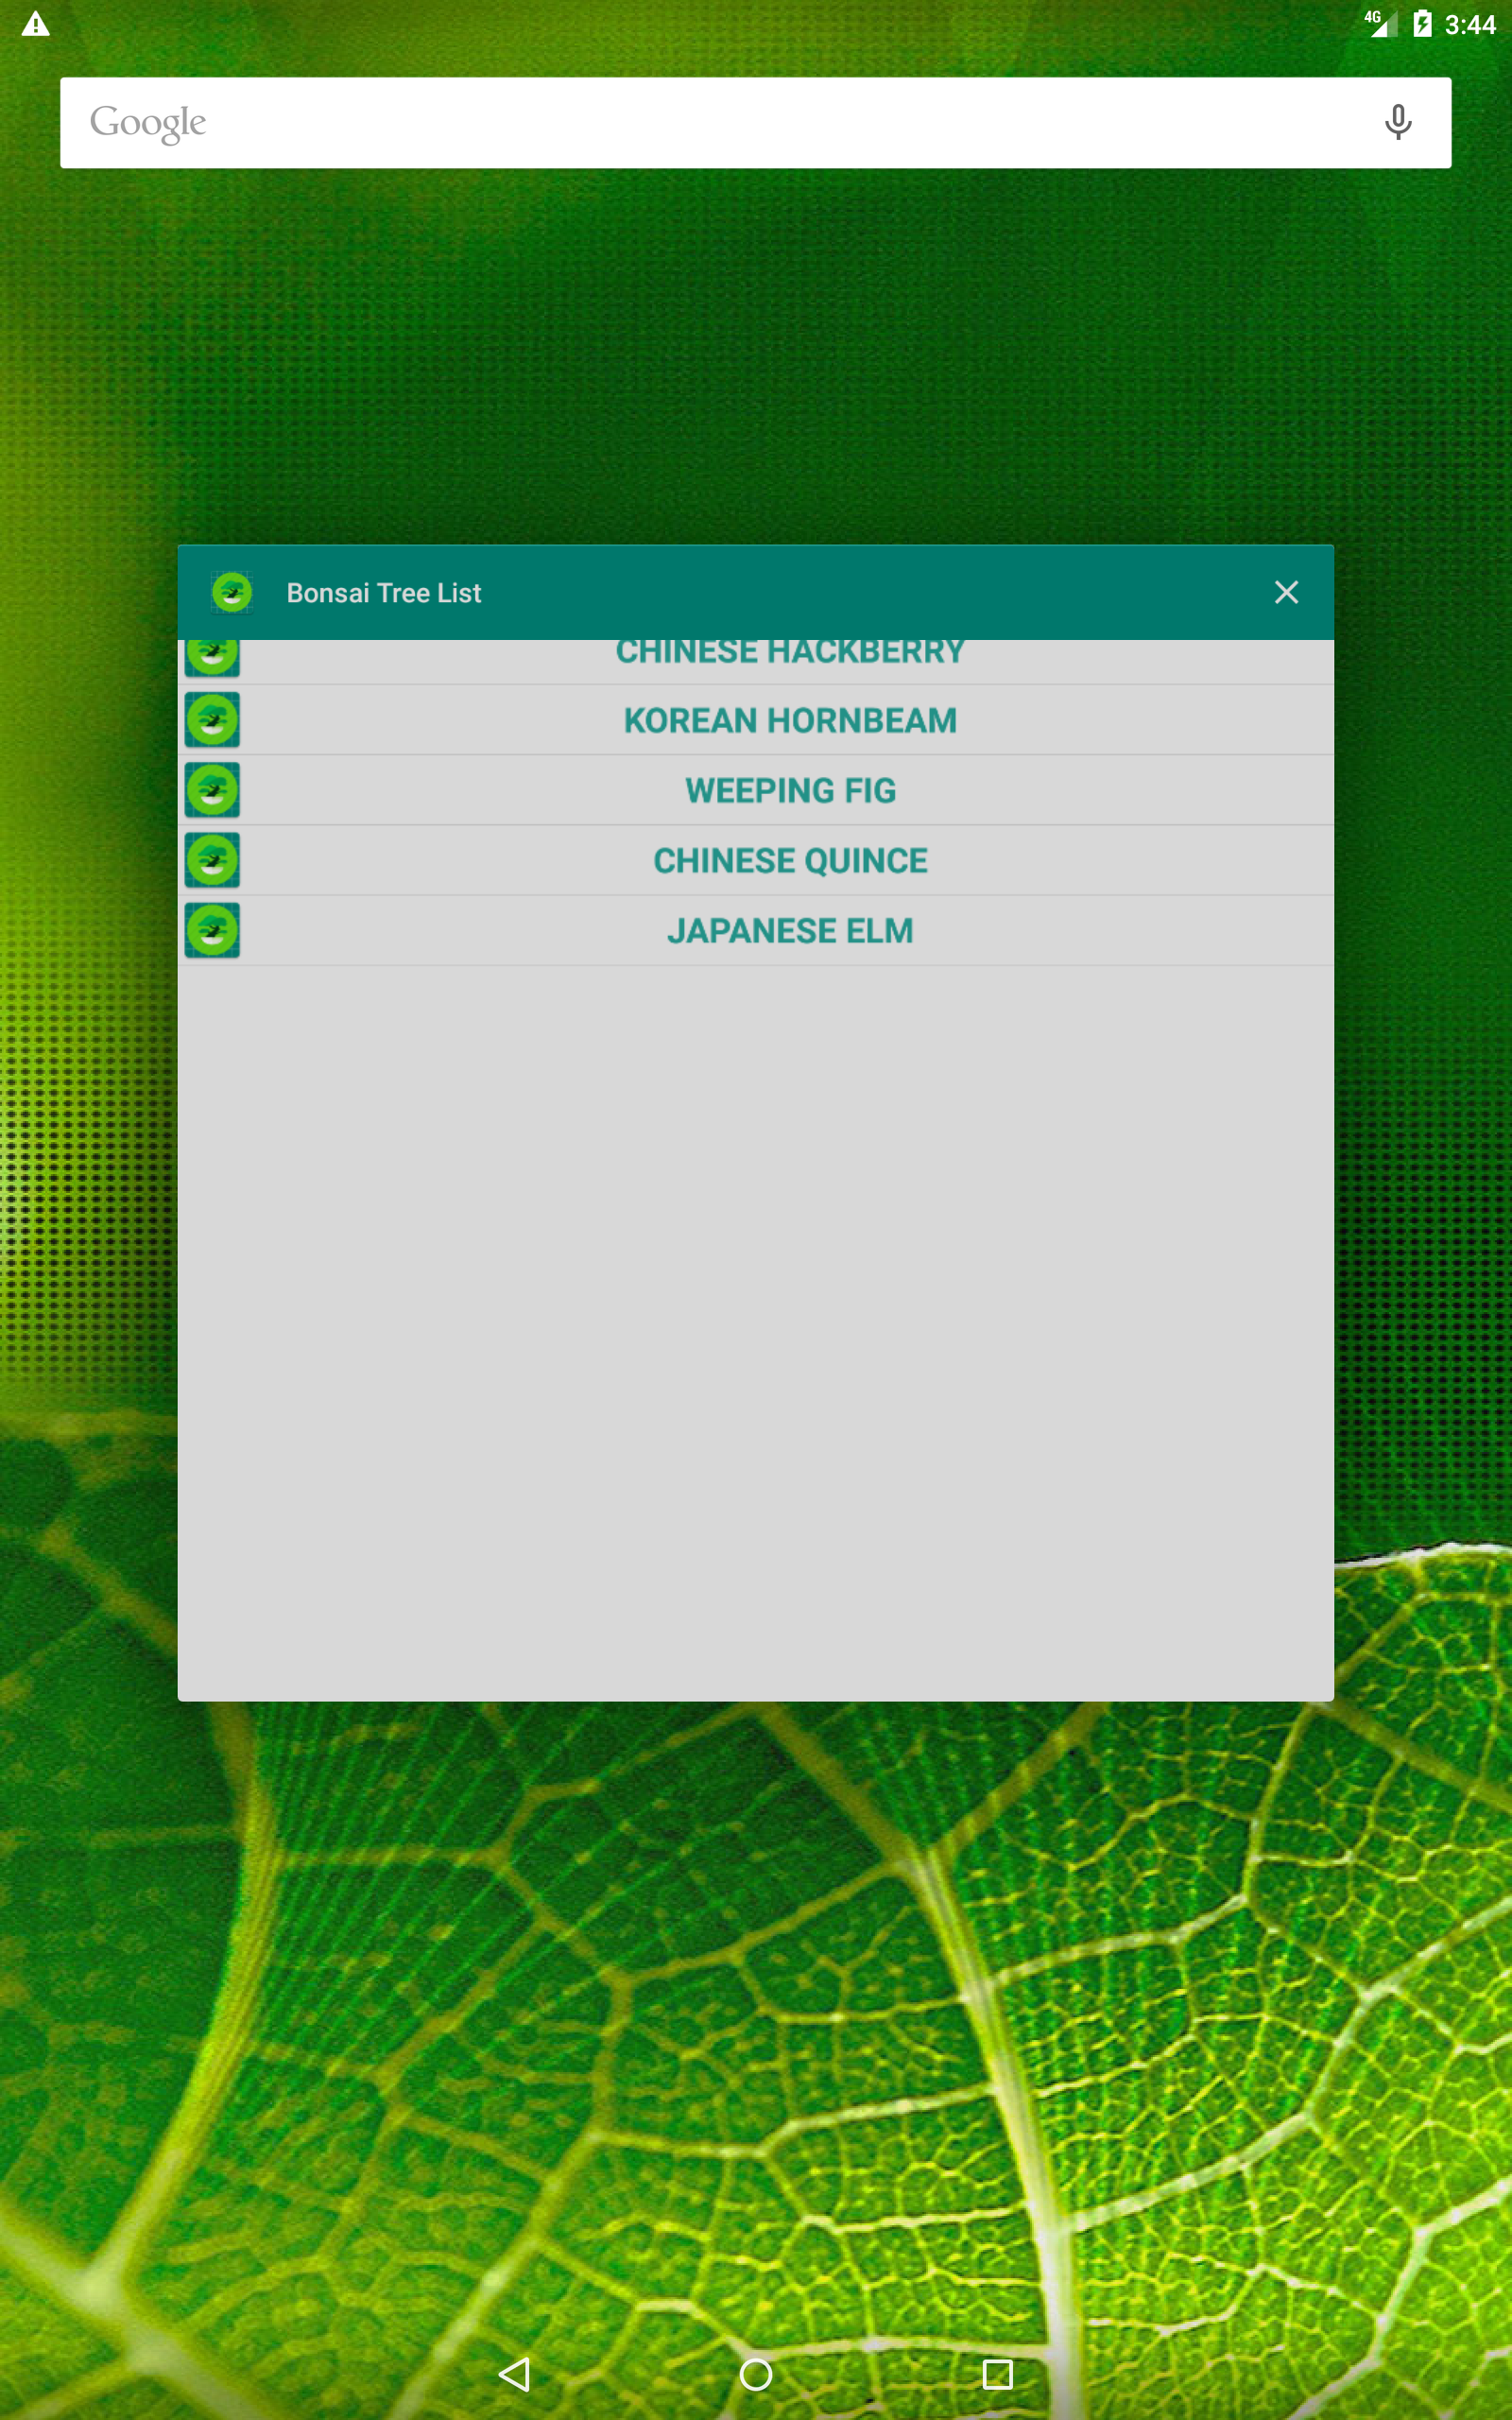 4G 3:44
Google
Bonsai Tree List
CHINESE HACKBERRY
KOREAN HORNBEAM
WEEPING FIG
CHINESE QUINCE
JAPANESE ELM